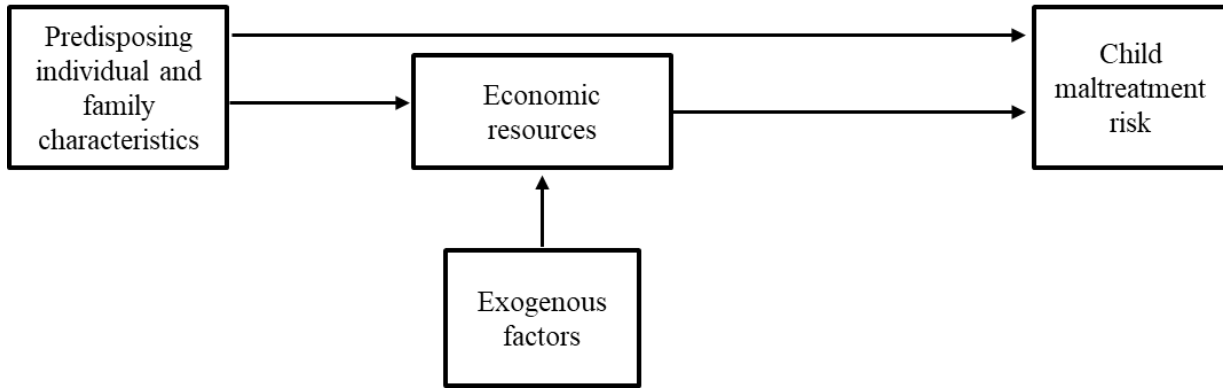 Predisposing
individual and
family
characteristics
Economic
resources
Child
maltreatment
risk
Exogenous
factors